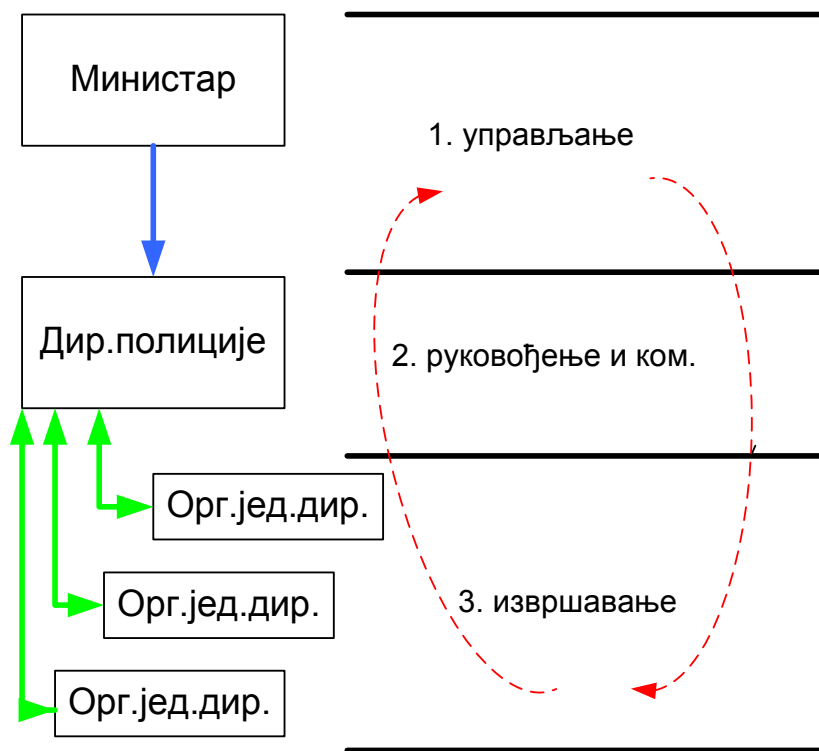 Министар
1. управљање
Дир.полиције
2. руковођење и ком.
Орг.јед.дир.
Орг.јед.дир.
3. извршавање
Орг.јед.дир.